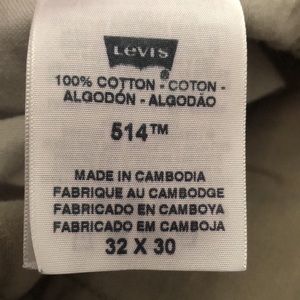 LEVI'S
®
100% COTTON - COTON -
ALGODÓN - ALGODÃO
514™
MADE IN CAMBODIA
FABRIQUE AU CAMBODGE
FABRICADO EN CAMBOYA
FABRICADO EM CAMBOJA
32 X 30